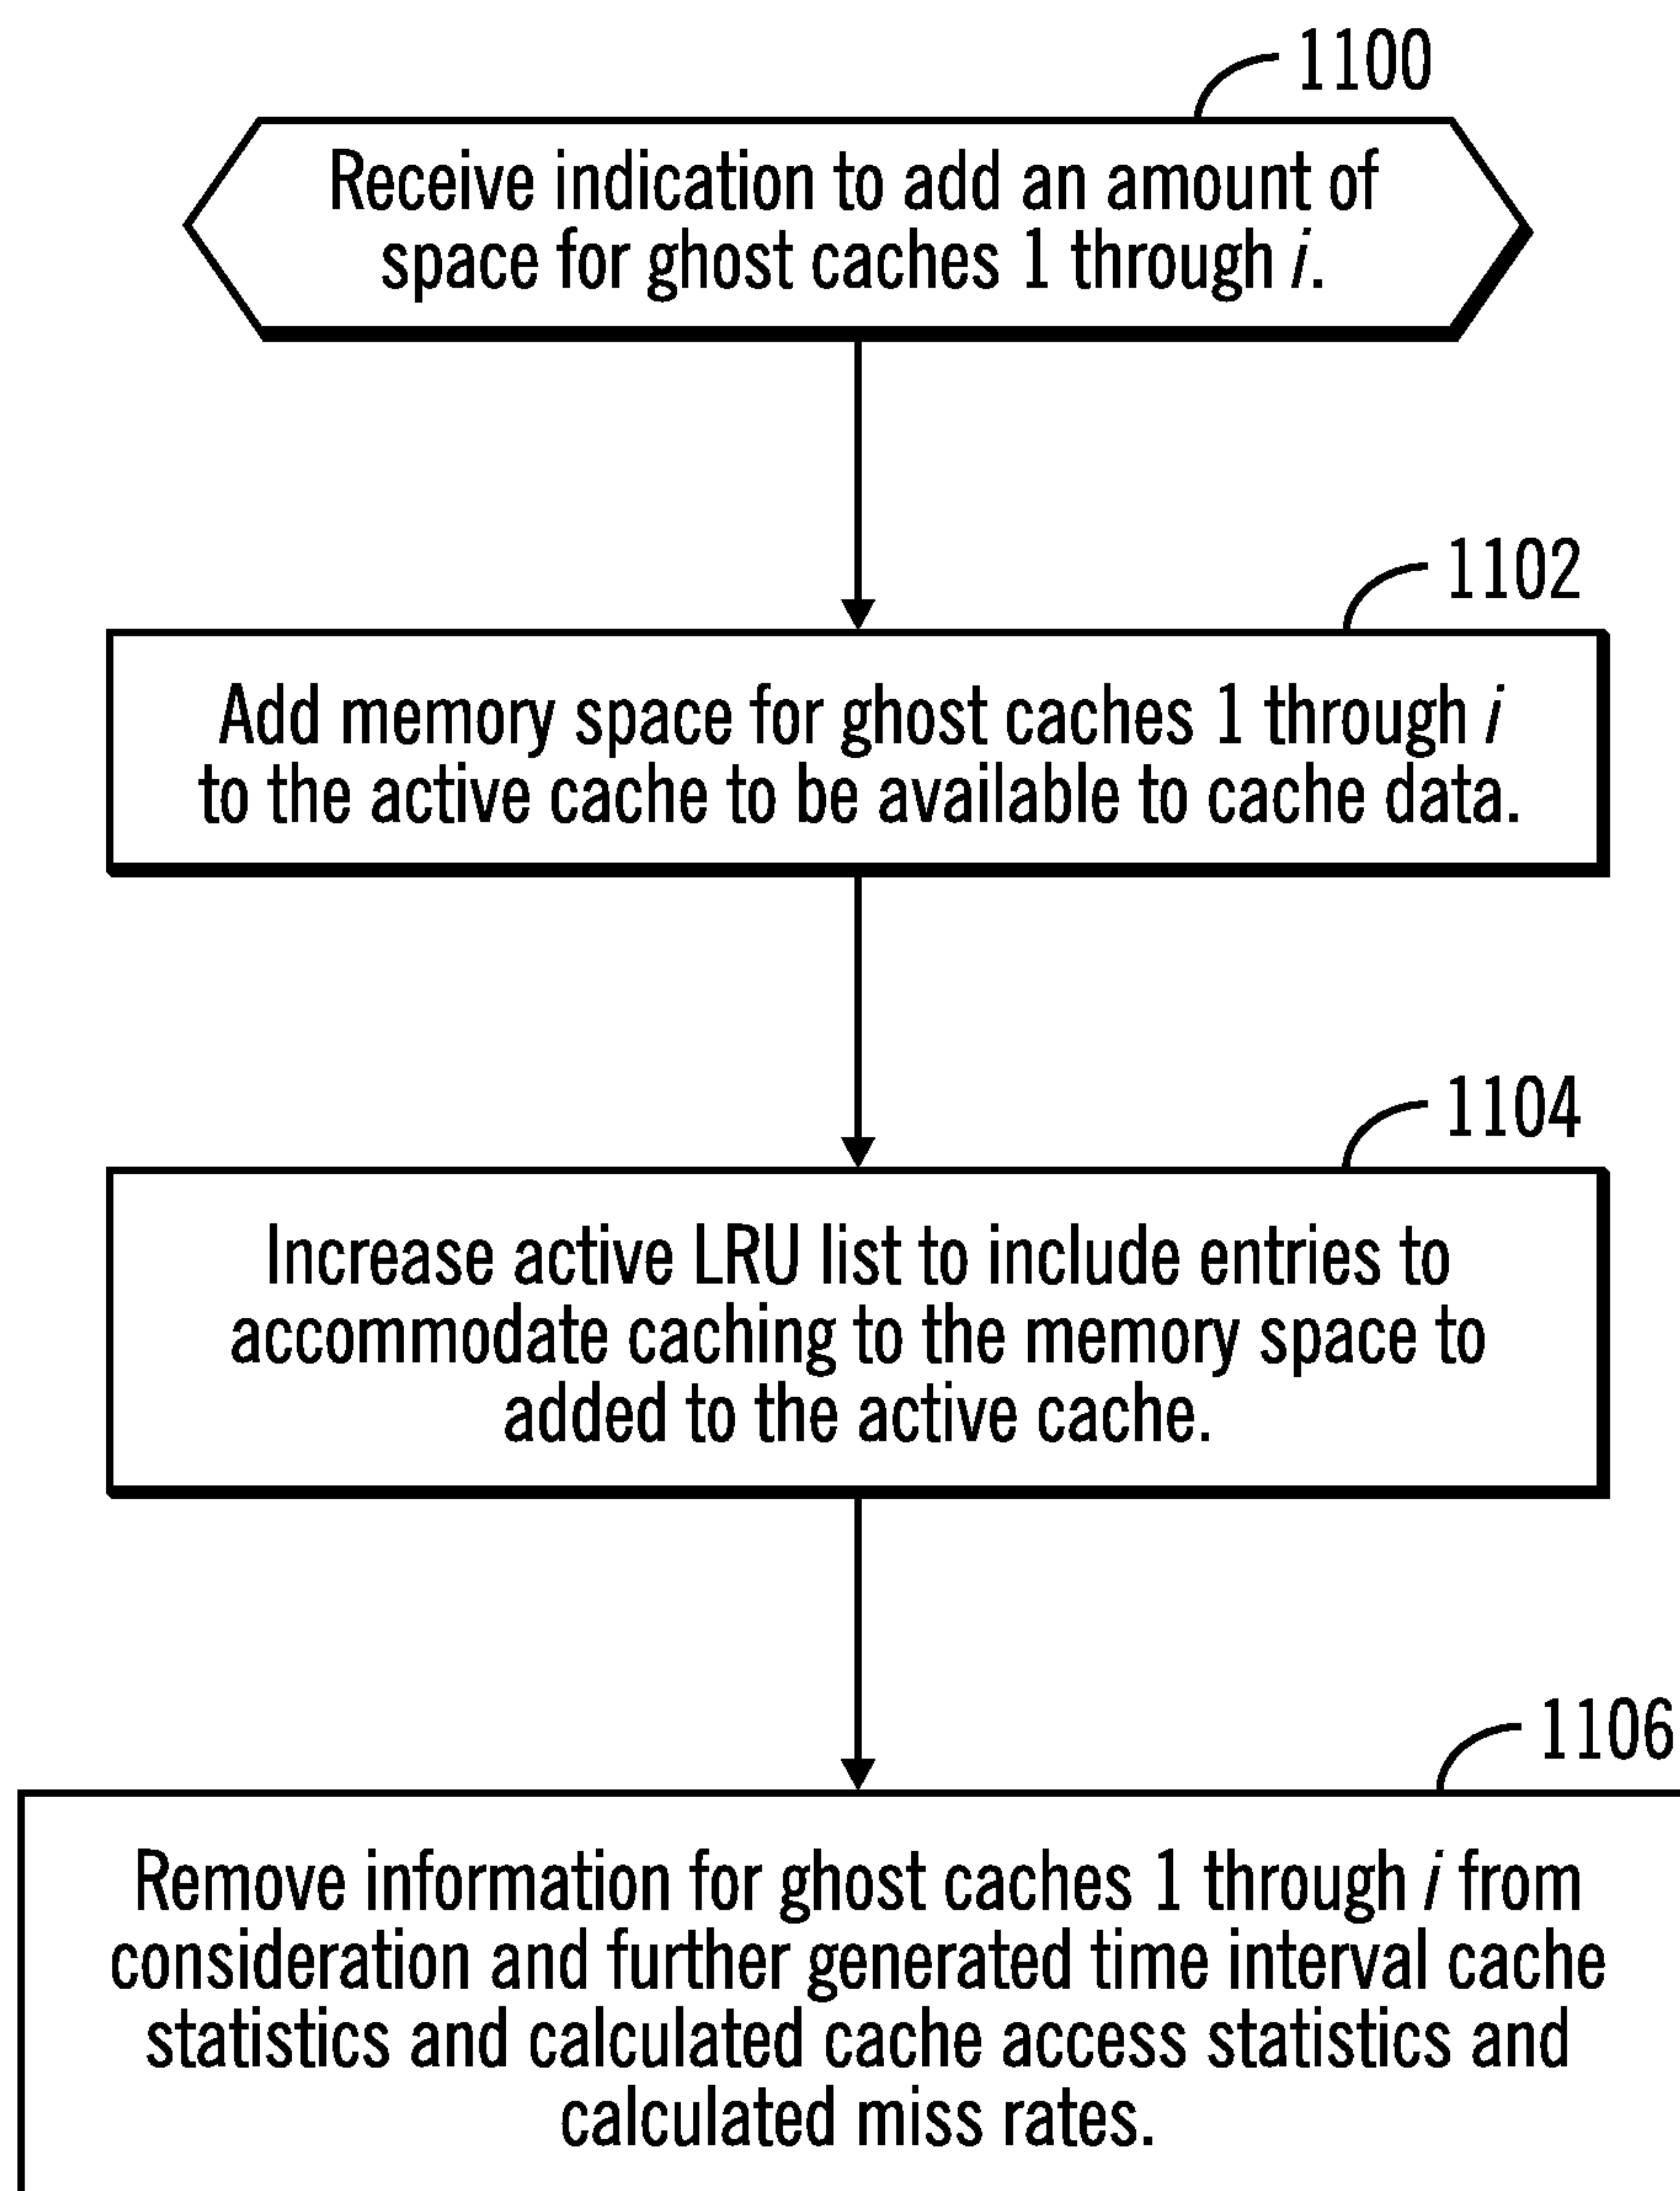 1100
Receive indication to add an amount of
space for ghost caches 1 through i.
1102
Add memory space for ghost caches 1 through i
to the active cache to be available to cache data.
1104
Increase active LRU list to include entries to
accommodate caching to the memory space to
added to the active cache.
1106
Remove information for ghost caches 1 through i from
consideration and further generated time interval cache
statistics and calculated cache access statistics and
calculated miss rates.